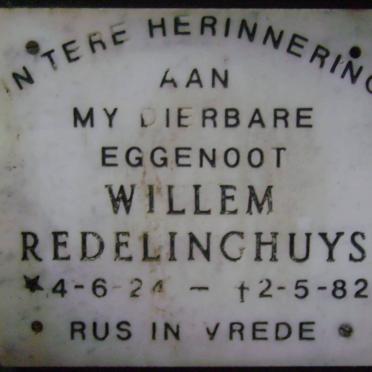 IN TERE HERINNERING
AAN
MY DIERBARE
EGGENOOT
WILLEM
REDELINGHUYS
* 4-6-24 – † 2-5-82
RUS IN VREDE